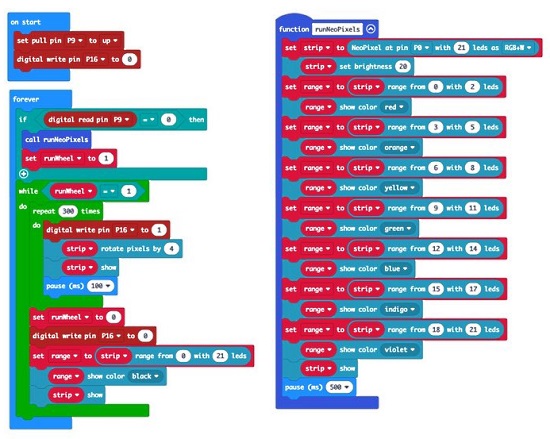 on start
set pull pin P9 to up
digital write pin P16 to 0
forever
if digital read pin P9 = 0 then
call runNeoPixels
set runWheel to 1
while runWheel = 1
do repeat 300 times
do digital write pin P16 to 1
strip rotate pixels by 4
strip show
pause (ms) 100
set runWheel to 0
digital write pin P16 to 0
set range to strip range from 0 with 21 leds
range show color black
strip show
function runNeoPixels
set strip to NeoPixel at pin P0 with 21 leds as RGB+W
strip set brightness 20
set range to strip range from 0 with 2 leds
range show color red
set range to strip range from 3 with 5 leds
range show color orange
set range to strip range from 6 with 8 leds
range show color yellow
set range to strip range from 9 with 11 leds
range show color green
set range to strip range from 12 with 14 leds
range show color blue
set range to strip range from 15 with 17 leds
range show color indigo
set range to strip range from 18 with 21 leds
range show color violet
strip show
pause (ms) 500